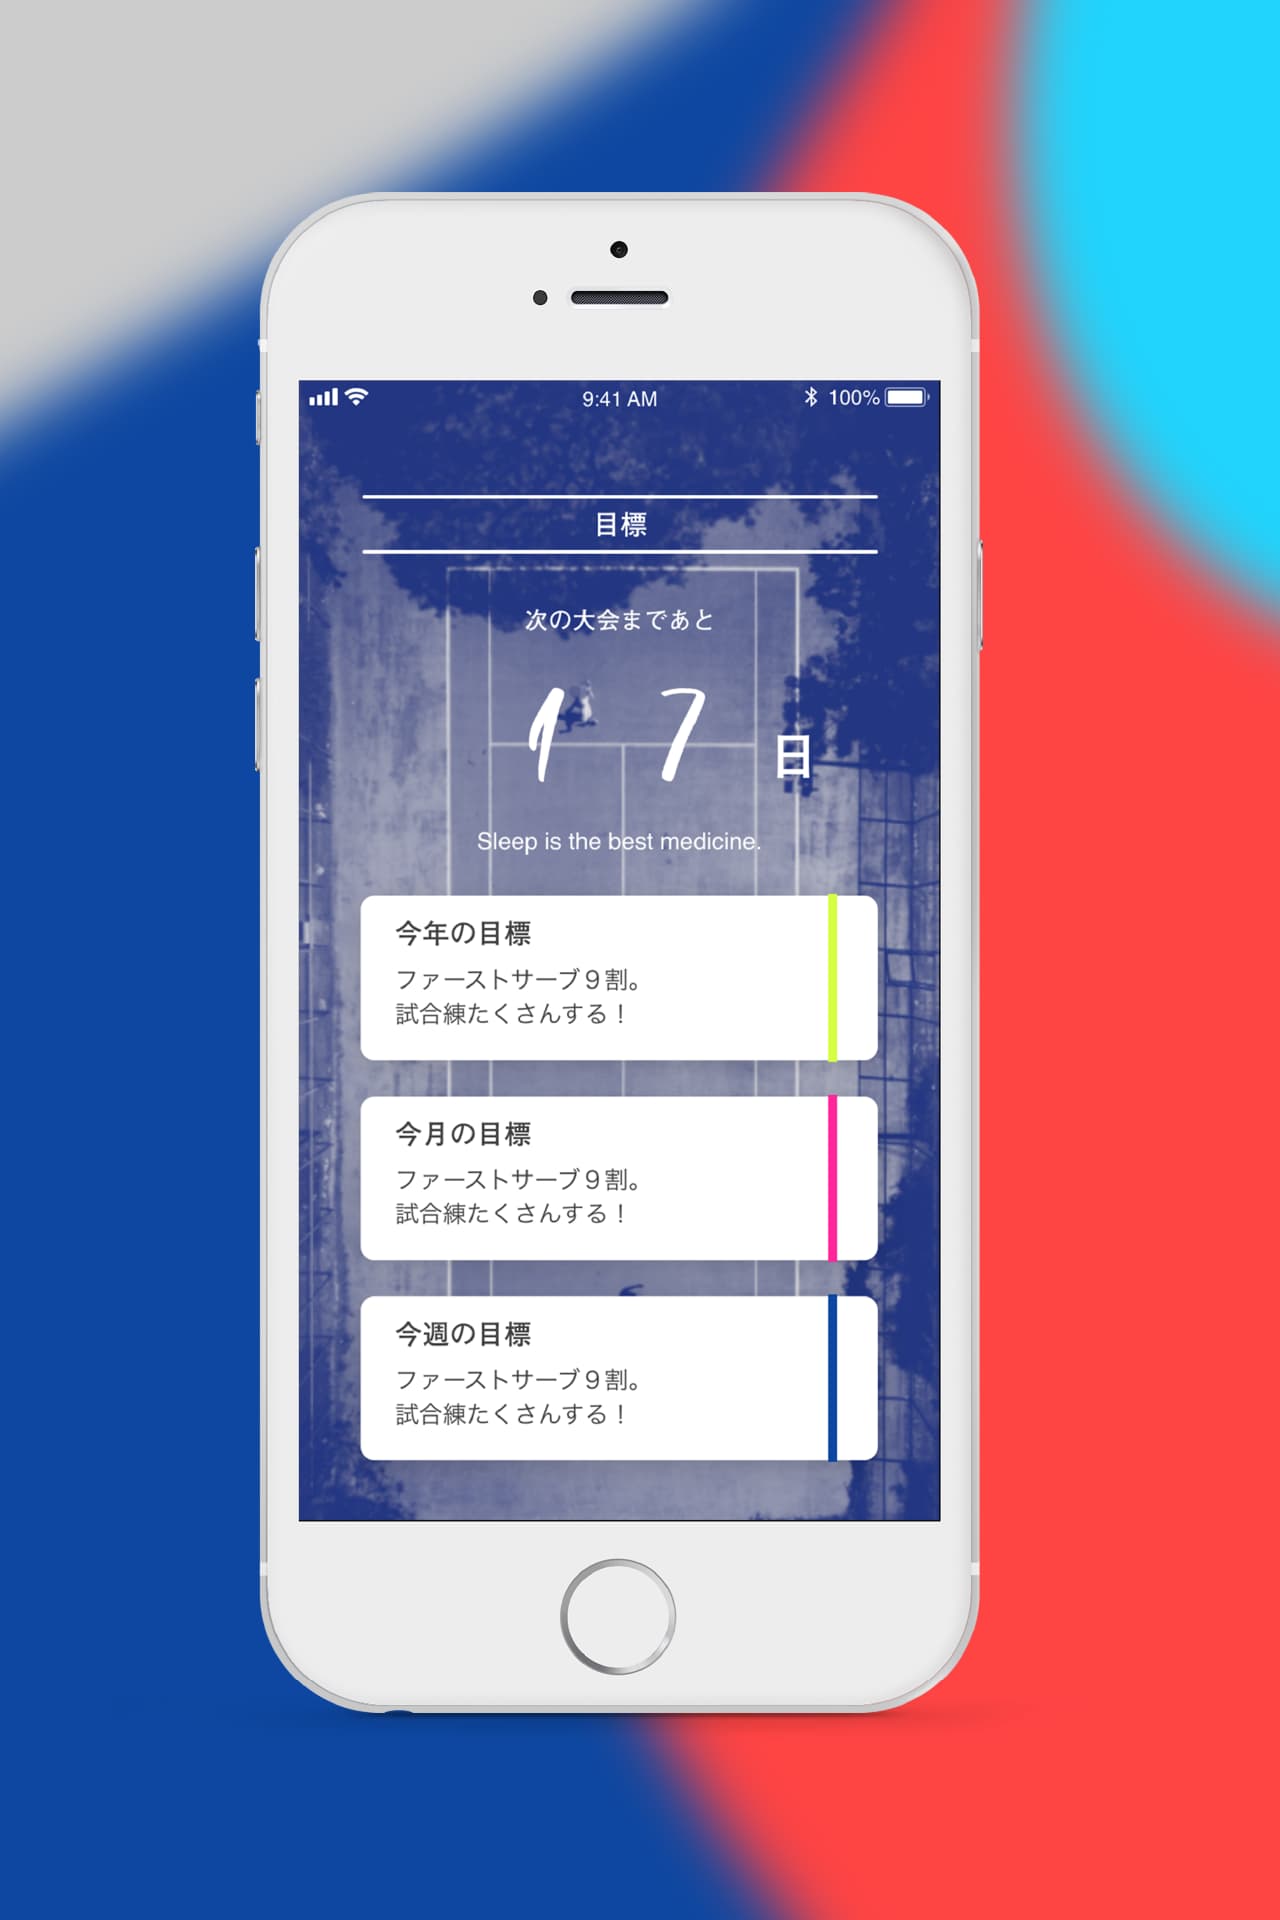 9:41 AM
100%
目標
次の大会まであと
17日
Sleep is the best medicine.
今年の目標
ファーストサーブ９割。
試合練たくさんする！
今月の目標
ファーストサーブ９割。
試合練たくさんする！
今週の目標
ファーストサーブ９割。
試合練たくさんする！